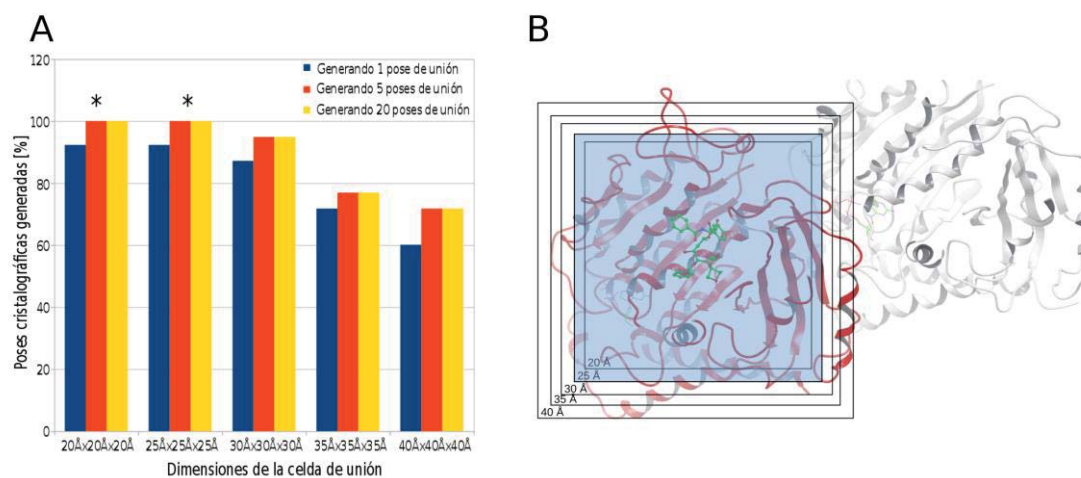 A
B
120
100
80
60
40
20
0
Poses cristalográficas generadas [%]
Generando 1 pose de unión
Generando 5 poses de unión
Generando 20 poses de unión
* *
20Åx20Åx20Å 25Åx25Åx25Å 30Åx30Åx30Å 35Åx35Åx35Å 40Åx40Åx40Å
Dimensiones de la celda de unión
20 Å
25 Å
30 Å
35 Å
40 Å